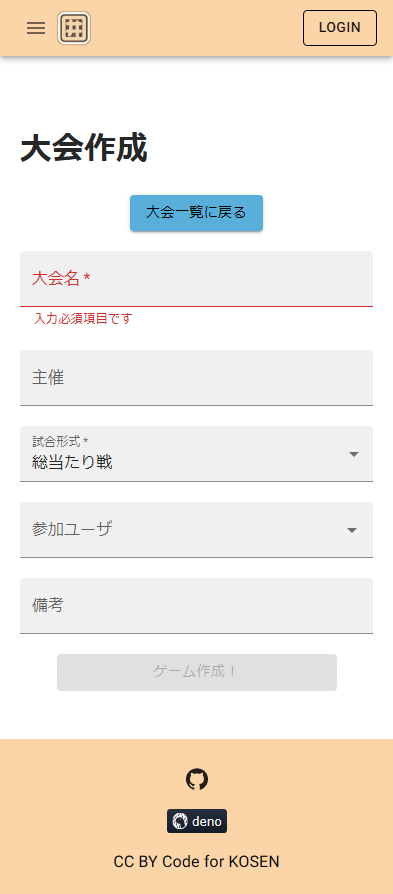 LOGIN
大会作成
大会一覧に戻る
大会名 *
入力必須項目です
主催
試合形式 *
総当たり戦
参加ユーザ
備考
ゲーム作成！
deno
CC BY Code for KOSEN